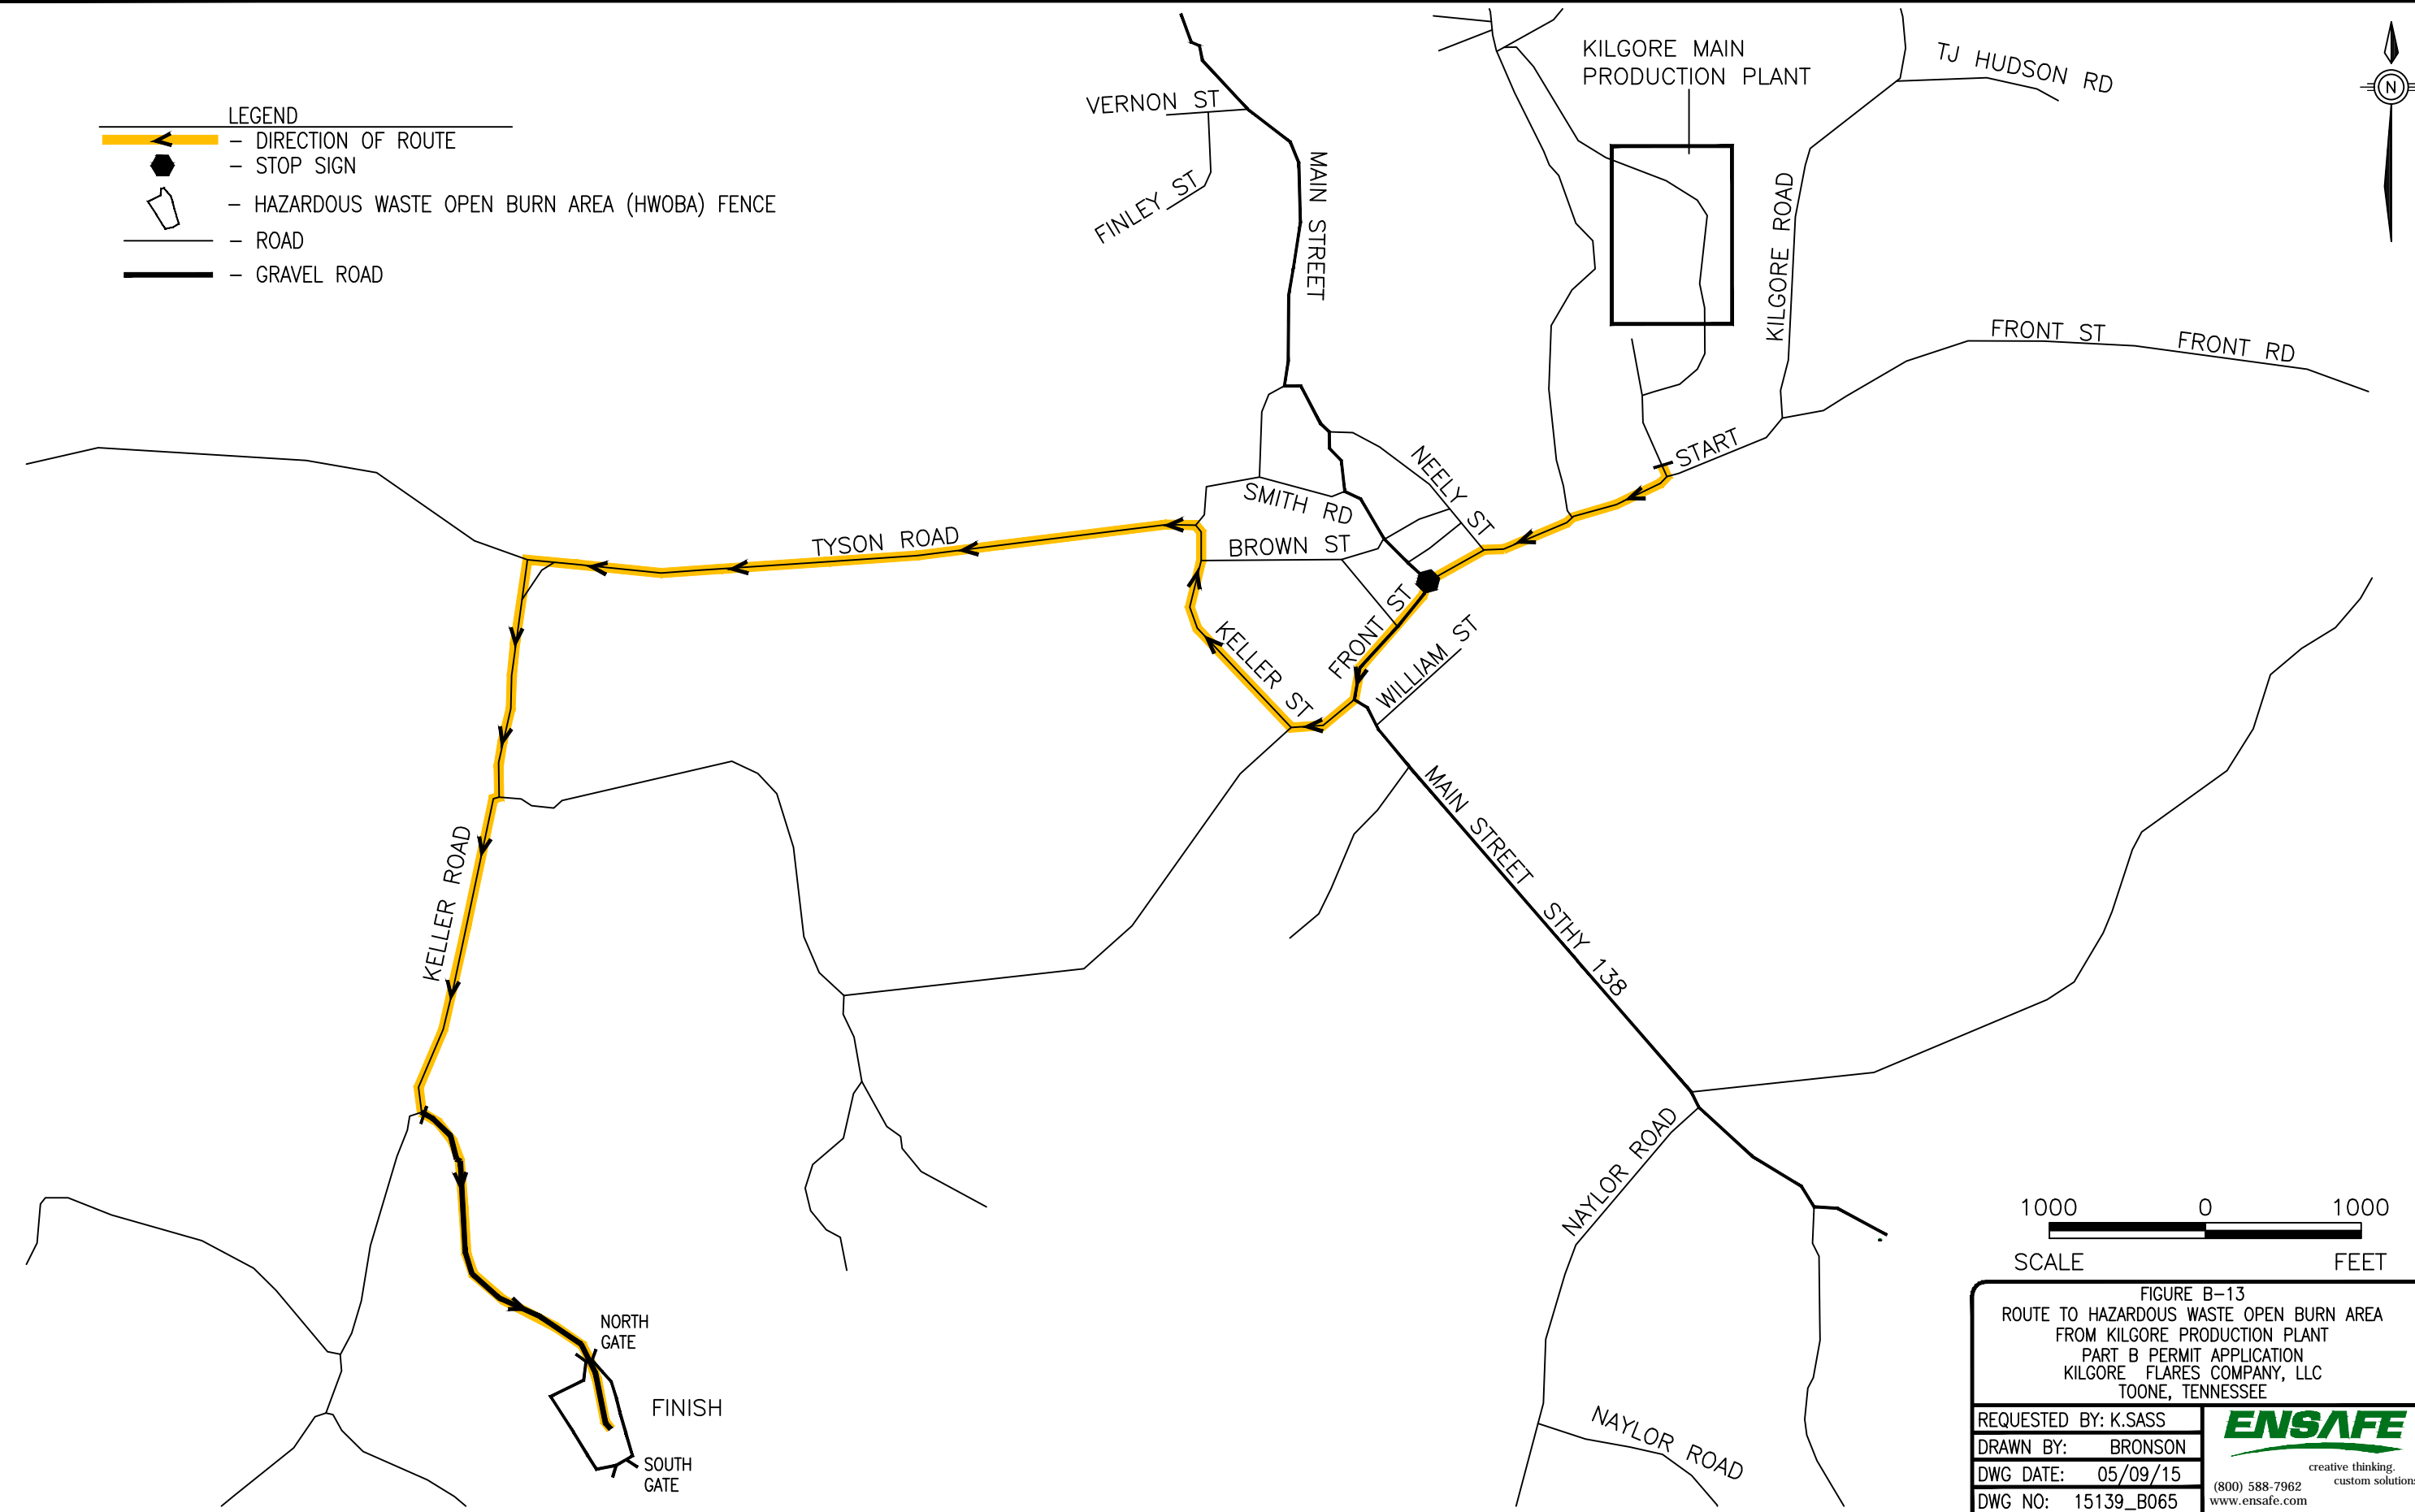 LEGEND
– DIRECTION OF ROUTE
– STOP SIGN
– HAZARDOUS WASTE OPEN BURN AREA (HWOBA) FENCE
– ROAD
– GRAVEL ROAD
VERNON ST
FINLEY ST
MAIN STREET
KILGORE MAIN
PRODUCTION PLANT
TJ HUDSON RD
N
KILGORE ROAD
FRONT ST
FRONT RD
START
NEELY ST
SMITH RD
BROWN ST
TYSON ROAD
FRONT ST
WILLIAM ST
KELLER ST
KELLER ROAD
MAIN STREET STHY 138
NAYLOR ROAD
NAYLOR ROAD
NORTH
GATE
FINISH
SOUTH
GATE
1000 0 1000
SCALE FEET
FIGURE B–13
ROUTE TO HAZARDOUS WASTE OPEN BURN AREA
FROM KILGORE PRODUCTION PLANT
PART B PERMIT APPLICATION
KILGORE FLARES COMPANY, LLC
TOONE, TENNESSEE
REQUESTED BY: K.SASS
DRAWN BY: BRONSON
DWG DATE: 05/09/15
DWG NO: 15139_B065
ENSAFE
creative thinking.
custom solutions
(800) 588-7962
www.ensafe.com